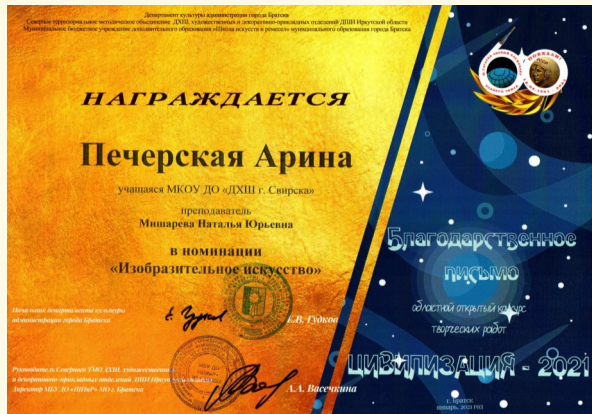 Департамент культуры администрации города Братска
Северное территориальное методическое объединение ДХШ, художественных и декоративно-прикладных отделений ДШИ Иркутской области
Муниципальное бюджетное учреждение дополнительного образования «Школа искусств и ремесел» муниципального образования города Братска
НАГРАЖДАЕТСЯ
Печерская Арина
учащаяся МКОУ ДО «ДХШ г. Свирска»
преподаватель
Мишарева Наталья Юрьевна
в номинации
«Изобразительное искусство»
Начальник департамента культуры
администрации города Братска
Е.В. Гудков
Руководитель Северного ТМО ДХШ, художественных
и декоративно-прикладных отделений ДШИ Иркутской
Директор МБУ ДО «ШИиР» МО г. Братска
А.А. Васечкина
ПОЕХАЛИ!
Благодарственное
письмо
областной открытый конкурс
творческих работ
ЦИВИЛИЗАЦИЯ - 2021
г. Братск
январь, 2021 год